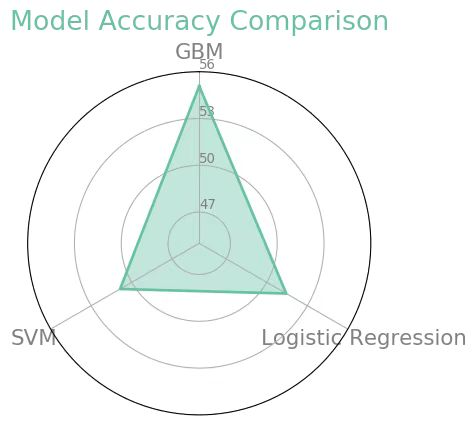 Model Accuracy Comparison
GBM
56
53
50
47
SVM
Logistic Regression